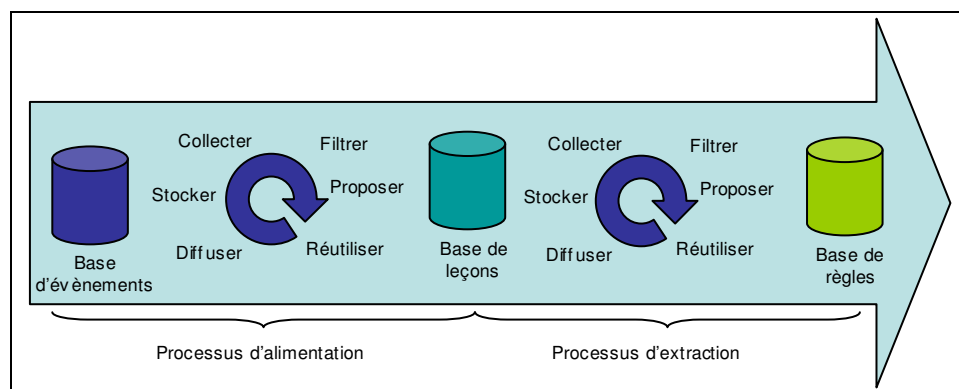 Collecter
Filtrer
Stocker
Proposer
Diffuser
Réutiliser
Base
d'évènements
Base de
leçons
Collecter
Filtrer
Stocker
Proposer
Diffuser
Réutiliser
Base de
règles
Processus d'alimentation
Processus d'extraction